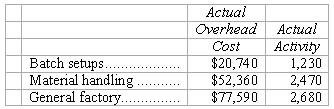 Actual
Overhead Actual
Cost Activity
Batch setups................... $20,740 1,230
Material handling ........... $52,360 2,470
General factory............... $77,590 2,680